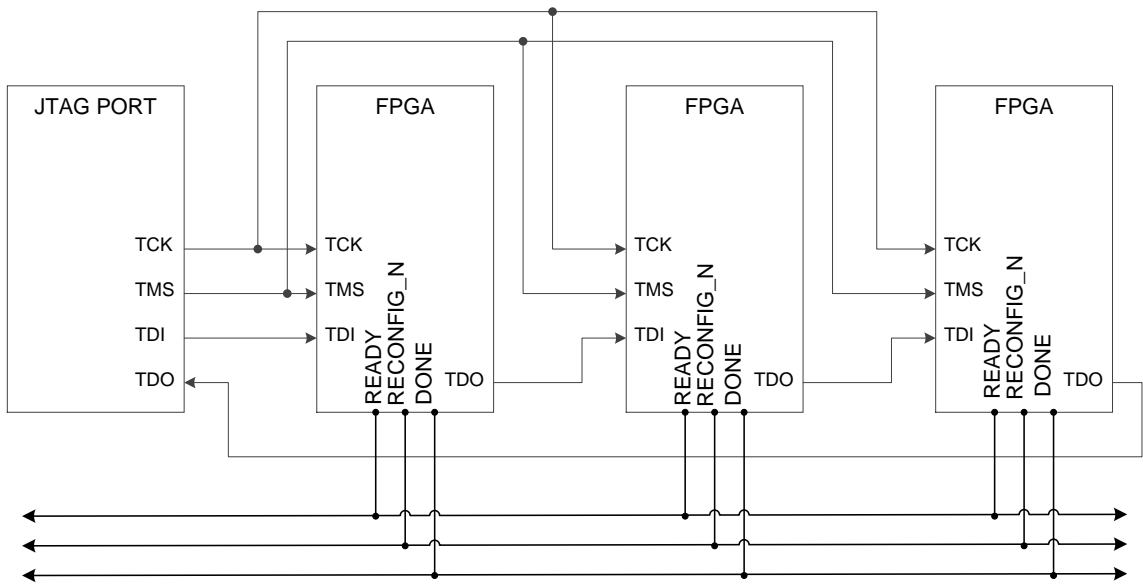 JTAG PORT
TCK
TMS
TDI
TDO
FPGA
TCK
TMS
TDI
READY
RECONFIG_N
DONE
TDO
FPGA
TCK
TMS
TDI
READY
RECONFIG_N
DONE
TDO
FPGA
TCK
TMS
TDI
READY
RECONFIG_N
DONE
TDO